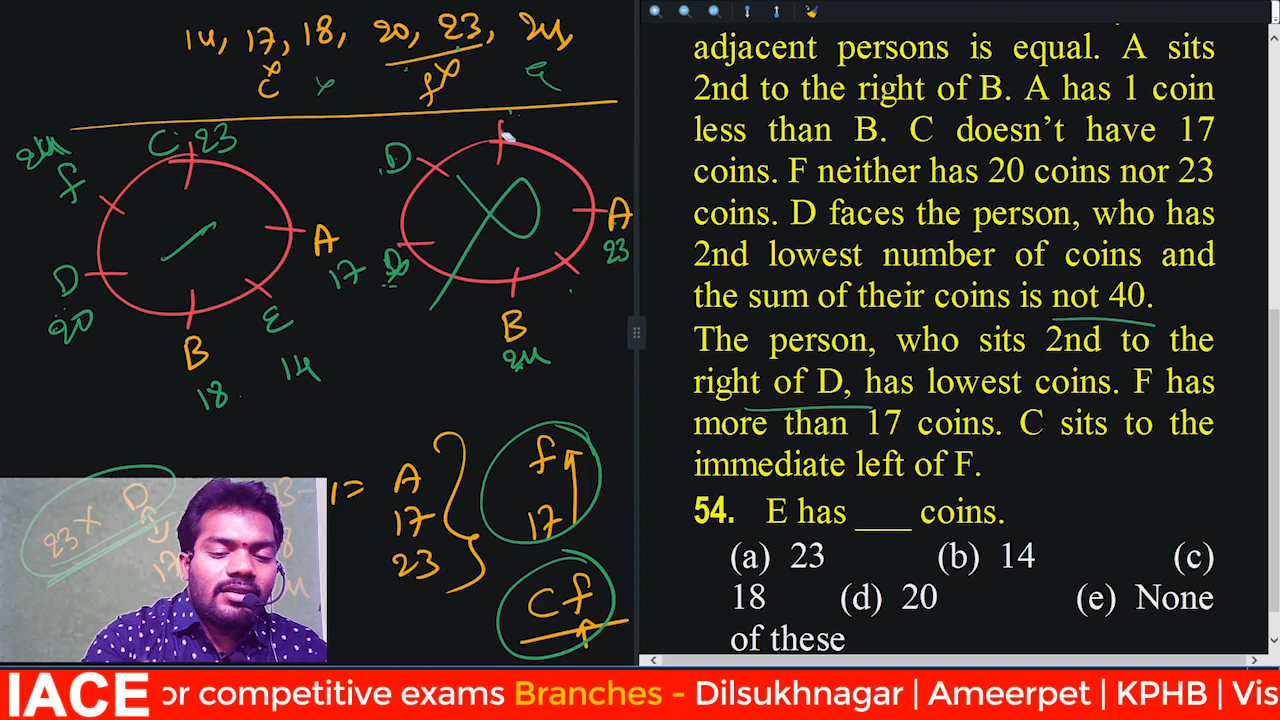 14, 17, 18, 20, 23, 24,
C f
C 23
24
f
D
20
A
17
E
14
B
18
D
A
23
B
24
1 = A
17
23
f
17
C f
23 X D
adjacent persons is equal. A sits
2nd to the right of B. A has 1 coin
less than B. C doesn't have 17
coins. F neither has 20 coins nor 23
coins. D faces the person, who has
2nd lowest number of coins and
the sum of their coins is not 40.
The person, who sits 2nd to the
right of D, has lowest coins. F has
more than 17 coins. C sits to the
immediate left of F.
54. E has ___ coins.
(a) 23 (b) 14 (c)
18 (d) 20 (e) None
of these
IACE or competitive exams Branches - Dilsukhnagar | Ameerpet | KPHB | Vis